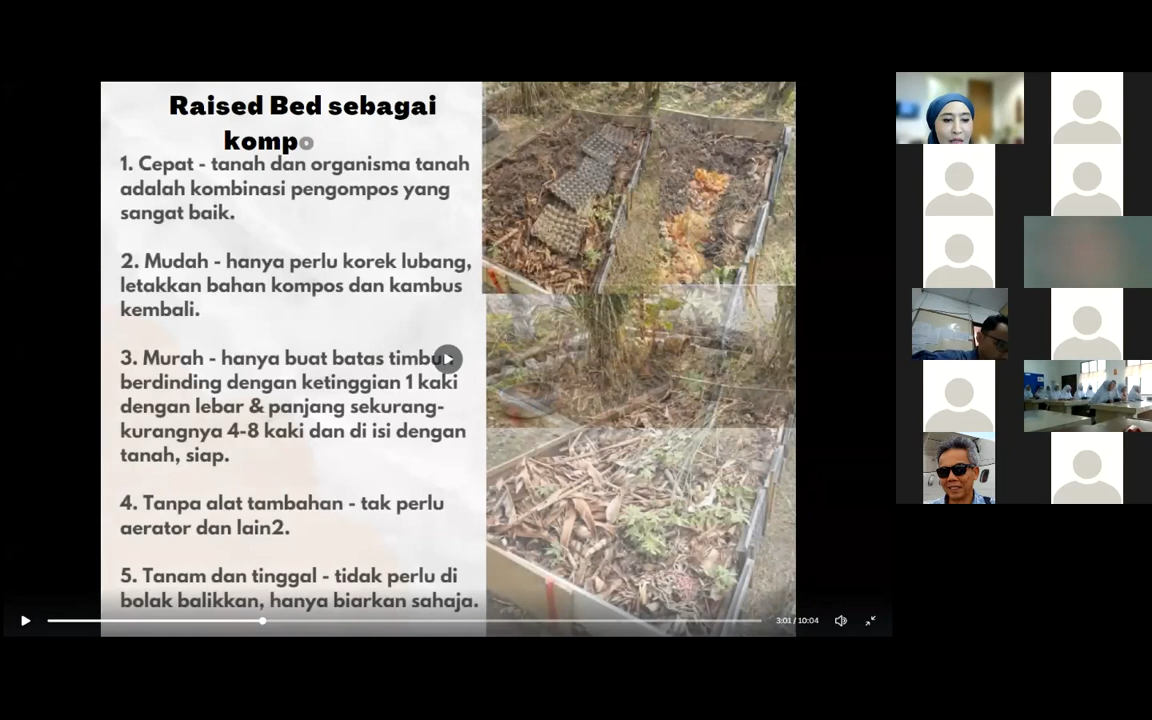 Raised Bed sebagai
kompo
1. Cepat - tanah dan organisma tanah
adalah kombinasi pengompos yang
sangat baik.
2. Mudah - hanya perlu korek lubang,
letakkan bahan kompos dan kambus
kembali.
3. Murah - hanya buat batas timbun
berdinding dengan ketinggian 1 kaki
dengan lebar & panjang sekurang-
kurangnya 4-8 kaki dan di isi dengan
tanah, siap.
4. Tanpa alat tambahan - tak perlu
aerator dan lain2.
5. Tanam dan tinggal - tidak perlu di
bolak balikkan, hanya biarkan sahaja.
3:01 / 10:04